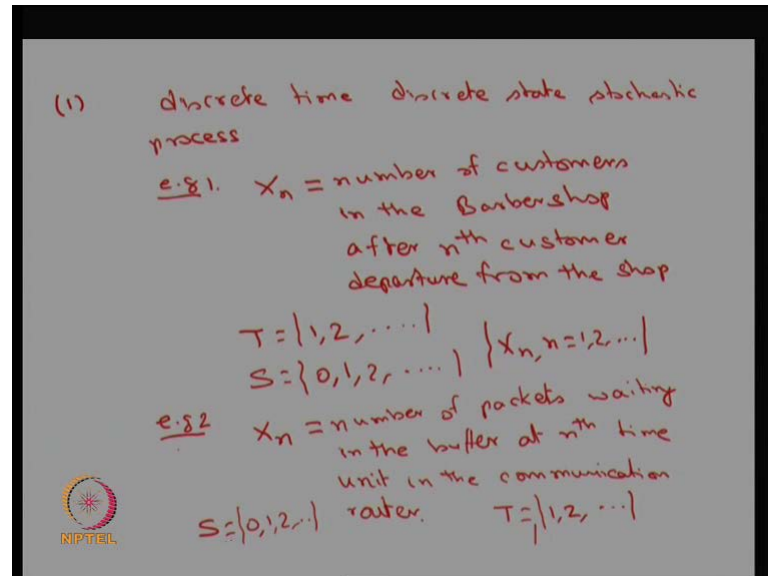 (1) discrete time discrete state stochastic
process
e.g 1. Xn = number of customers
in the Barbershop
after nth customer
departure from the shop
T = {1, 2, ....}
S = {0, 1, 2, ....} {Xn, n = 1, 2, ...}
e.g 2 Xn = number of packets waiting
in the buffer at nth time
unit in the communication
router.
S = {0, 1, 2, ..} T = {1, 2, ...}
NPTEL